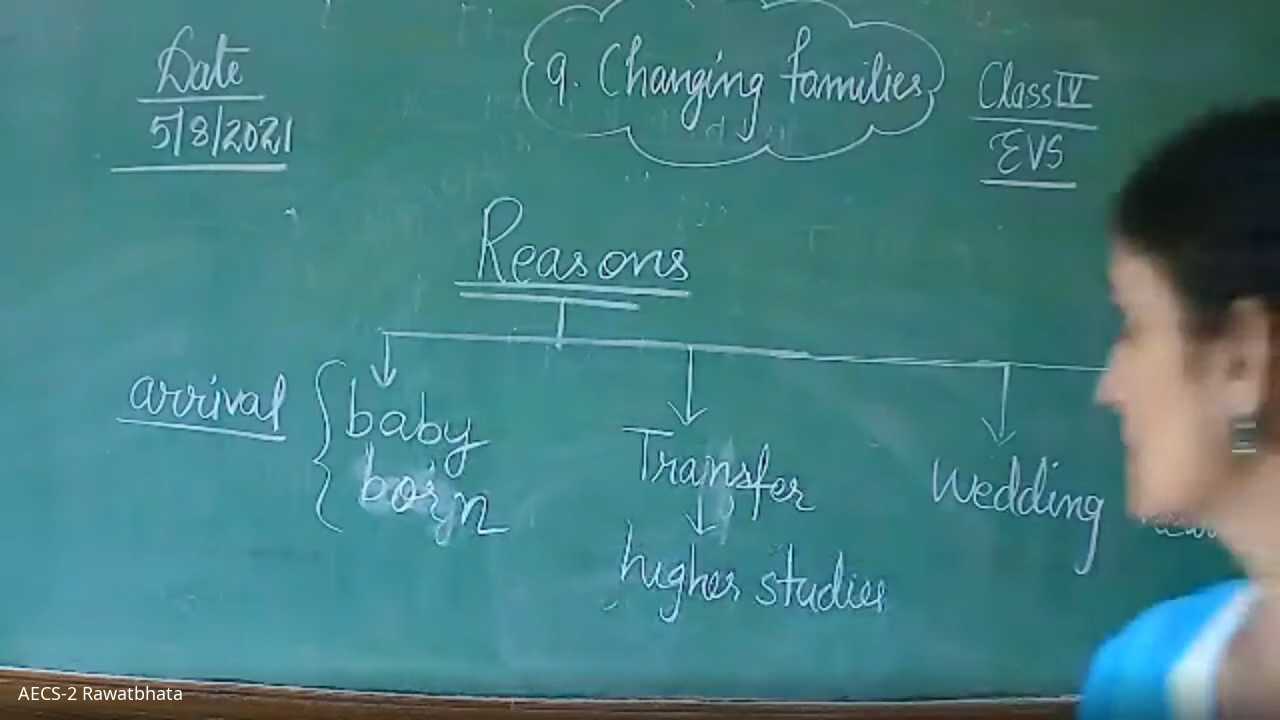 Date
5/8/2021
9. Changing families
Class IV
EVS
Reasons
arrival
baby
born
Transfer
higher studies
Wedding
AECS-2 Rawatbhata